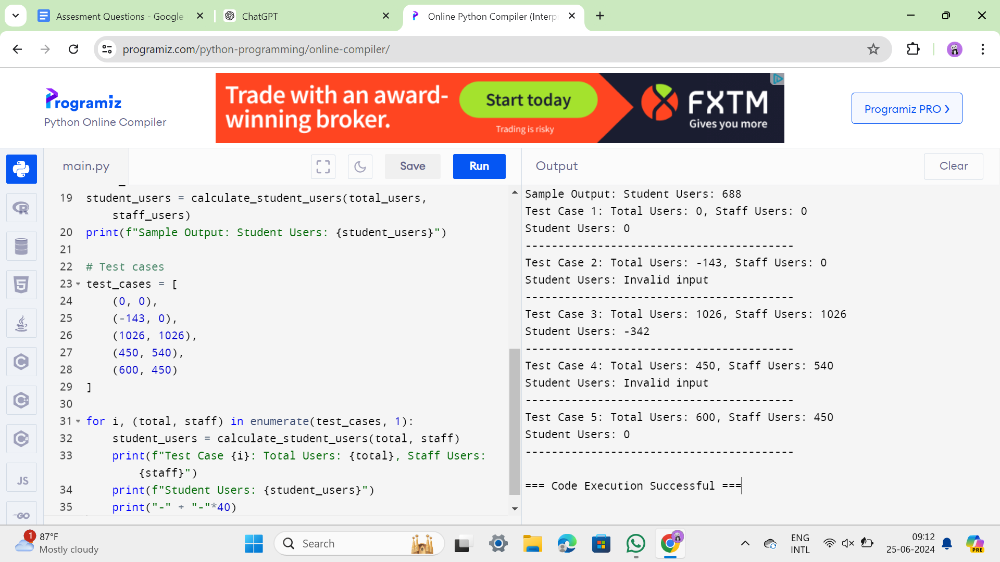 Assesment Questions - Google
ChatGPT
Online Python Compiler (Interp
programiz.com/python-programming/online-compiler/
Programiz
Python Online Compiler
Trade with an award-
winning broker.
Start today
Trading is risky
FXTM
Gives you more
Programiz PRO ❯
main.py
Save
Run
Output
Clear
19 student_users = calculate_student_users(total_users,
staff_users)
20 print(f"Sample Output: Student Users: {student_users}")
21
22 # Test cases
23 test_cases = [
24 (0, 0),
25 (-143, 0),
26 (1026, 1026),
27 (450, 540),
28 (600, 450)
29 ]
30
31 for i, (total, staff) in enumerate(test_cases, 1):
32 student_users = calculate_student_users(total, staff)
33 print(f"Test Case {i}: Total Users: {total}, Staff Users:
{staff}")
34 print(f"Student Users: {student_users}")
35 print("-" + "-"*40)
Sample Output: Student Users: 688
Test Case 1: Total Users: 0, Staff Users: 0
Student Users: 0
-----------------------------------------
Test Case 2: Total Users: -143, Staff Users: 0
Student Users: Invalid input
-----------------------------------------
Test Case 3: Total Users: 1026, Staff Users: 1026
Student Users: -342
-----------------------------------------
Test Case 4: Total Users: 450, Staff Users: 540
Student Users: Invalid input
-----------------------------------------
Test Case 5: Total Users: 600, Staff Users: 450
Student Users: 0
-----------------------------------------
=== Code Execution Successful ===
R
5
C
C
C
JS
GO
1
87°F
Mostly cloudy
Search
ENG
INTL
09:12
25-06-2024
PRE